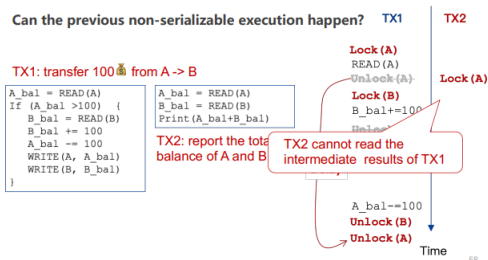 Can the previous non-serializable execution happen?
TX1
TX2
TX1: transfer 100 from A -> B
A_bal = READ(A)
If (A_bal >100) {
B_bal = READ(B)
B_bal += 100
A_bal -= 100
WRITE(A, A_bal)
WRITE(B, B_bal)
}
A_bal = READ(A)
B_bal = READ(B)
Print(A_bal+B_bal)
TX2: report the tota
balance of A and B
Lock(A)
READ(A)
Unlock(A)
Lock(B)
B_bal+=100
Lock(A)
TX2 cannot read the
intermediate results of TX1
A_bal-=100
Unlock(B)
Unlock(A)
Time